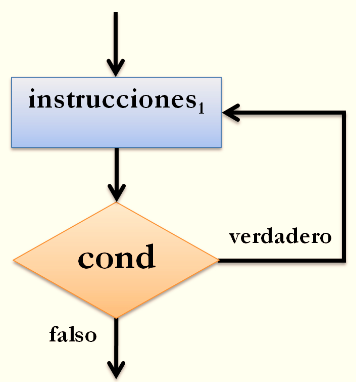 instrucciones₁
cond
verdadero
falso